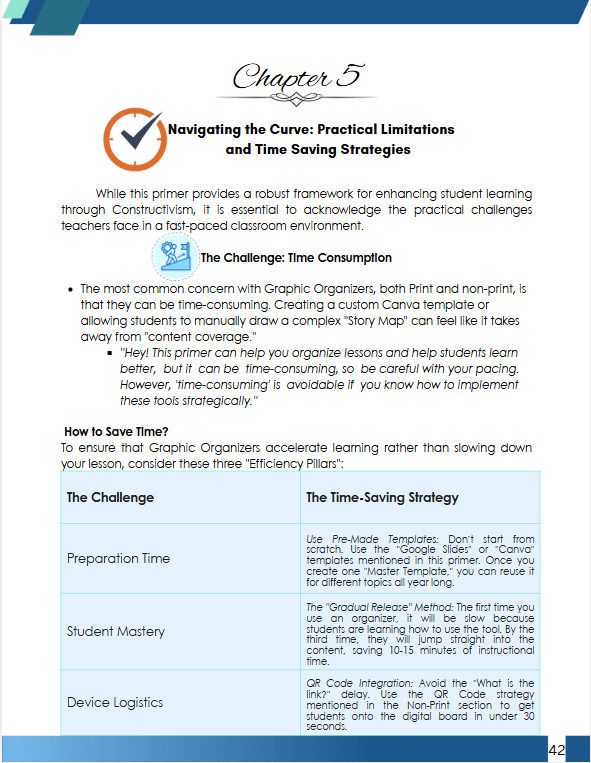 Chapter 5
Navigating the Curve: Practical Limitations
and Time Saving Strategies
While this primer provides a robust framework for enhancing student learning
through Constructivism, it is essential to acknowledge the practical challenges
teachers face in a fast-paced classroom environment.
The Challenge: Time Consumption
• The most common concern with Graphic Organizers, both Print and non-print, is
that they can be time-consuming. Creating a custom Canva template or
allowing students to manually draw a complex "Story Map" can feel like it takes
away from "content coverage."
▪ "Hey! This primer can help you organize lessons and help students learn
better, but it can be time-consuming, so be careful with your pacing.
However, 'time-consuming' is avoidable if you know how to implement
these tools strategically."
How to Save Time?
To ensure that Graphic Organizers accelerate learning rather than slowing down
your lesson, consider these three "Efficiency Pillars":
The Challenge
The Time-Saving Strategy
Preparation Time
Use Pre-Made Templates: Don't start from
scratch. Use the "Google Slides" or "Canva"
templates mentioned in this primer. Once you
create one "Master Template," you can reuse it
for different topics all year long.
Student Mastery
The "Gradual Release" Method: The first time you
use an organizer, it will be slow because
students are learning how to use the tool. By the
third time, they will jump straight into the
content, saving 10-15 minutes of instructional
time.
Device Logistics
QR Code Integration: Avoid the "What is the
link?" delay. Use the QR Code strategy
mentioned in the Non-Print section to get
students onto the digital board in under 30
seconds.
42